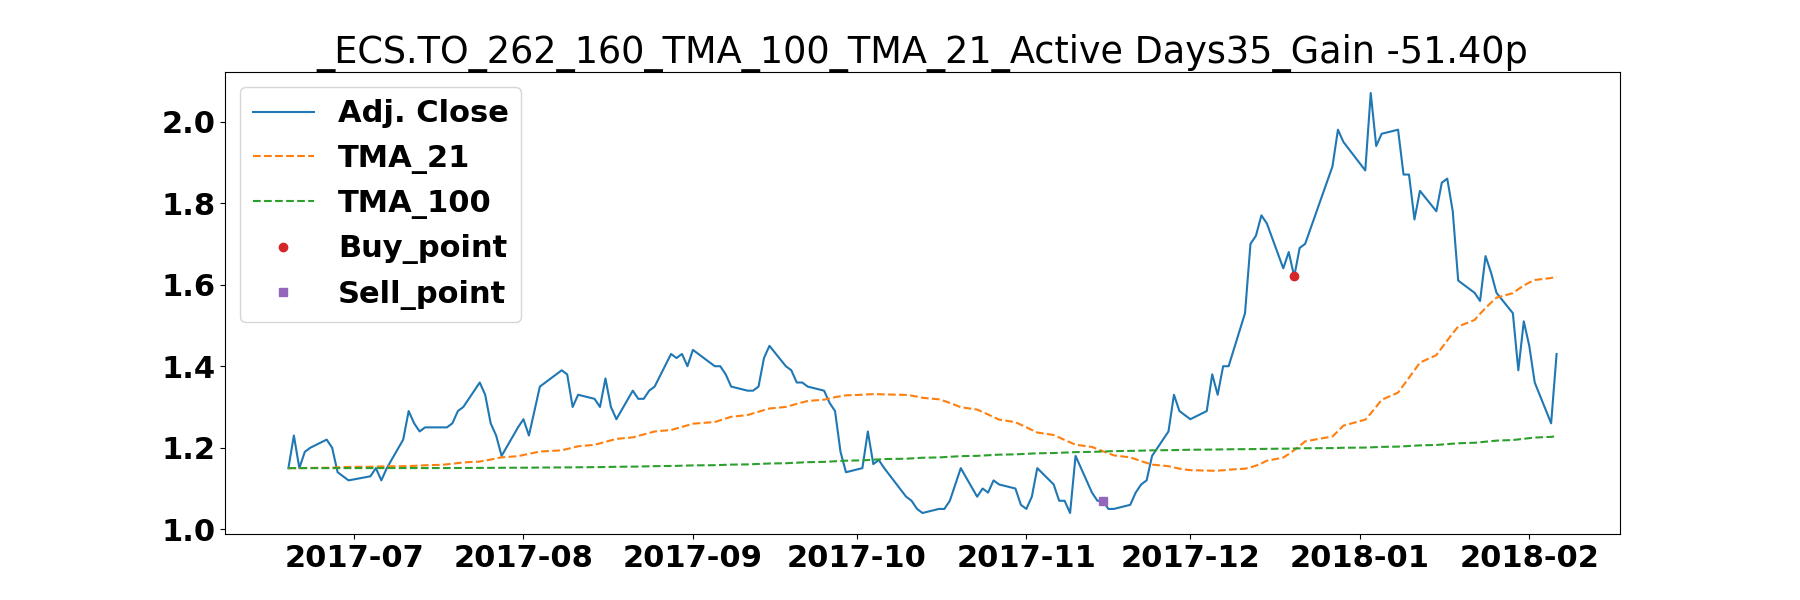 _ECS.TO_262_160_TMA_100_TMA_21_Active Days35_Gain -51.40p
Adj. Close
TMA_21
TMA_100
Buy_point
Sell_point
2.0
1.8
1.6
1.4
1.2
1.0
2017-07 2017-08 2017-09 2017-10 2017-11 2017-12 2018-01 2018-02